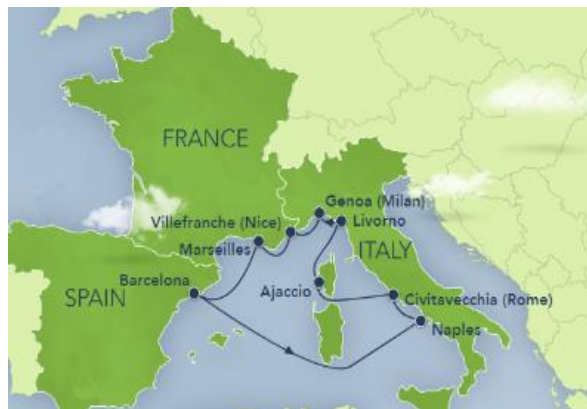 FRANCE
Genoa (Milan)
Villefranche (Nice)
Livorno
Marseilles
ITALY
Barcelona
SPAIN
Ajaccio
Civitavecchia (Rome)
Naples